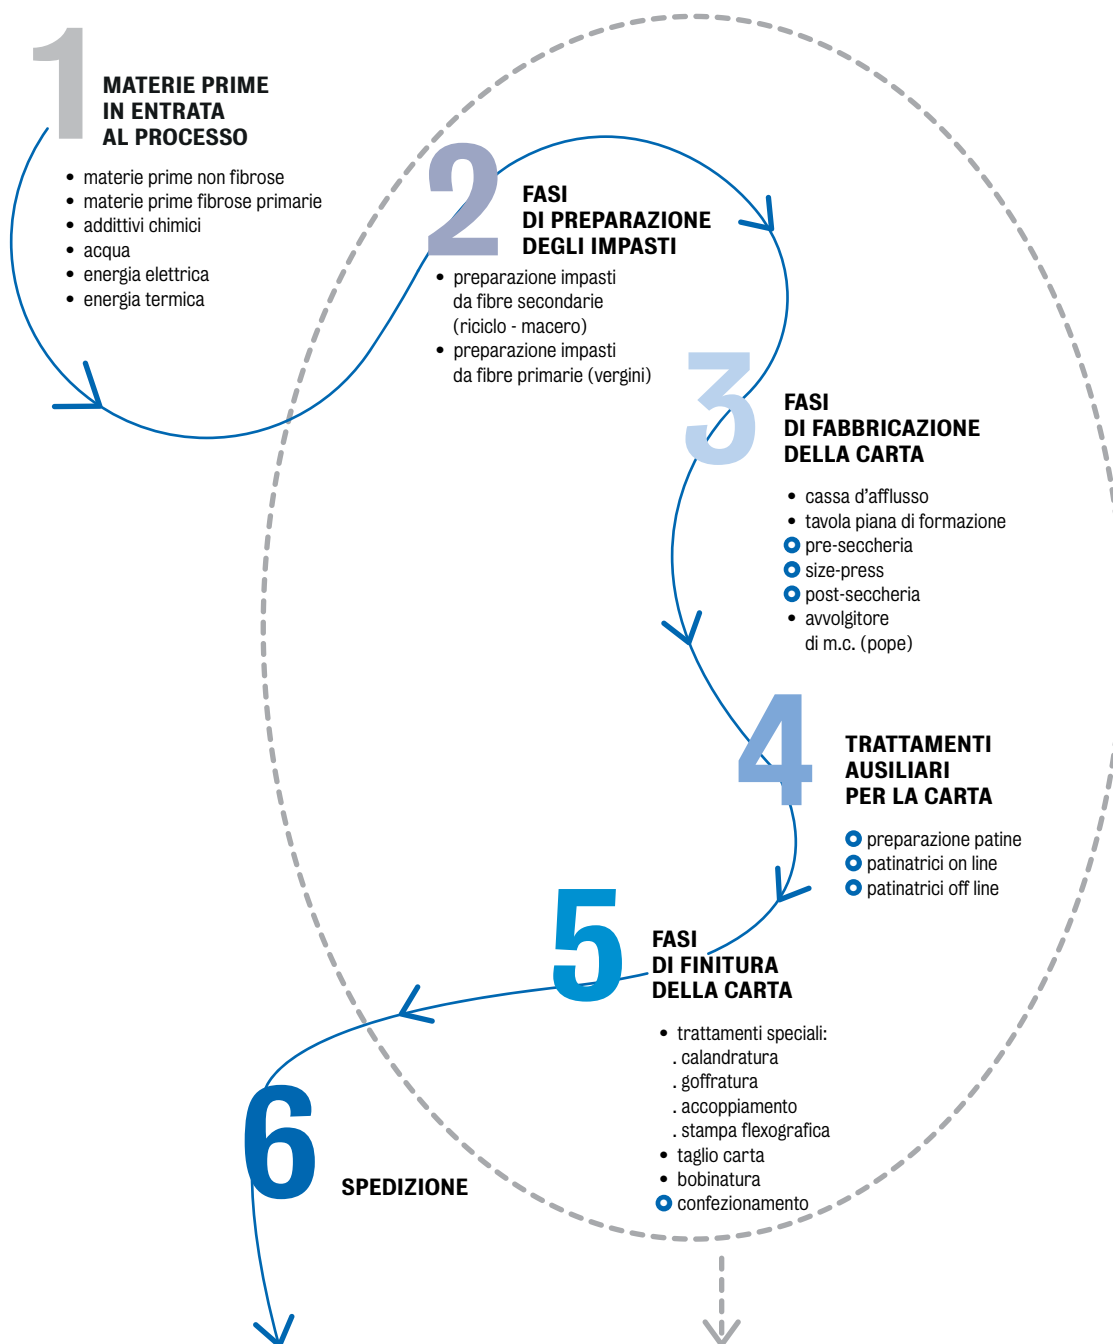 1
MATERIE PRIME
IN ENTRATA
AL PROCESSO
• materie prime non fibrose
• materie prime fibrose primarie
• addittivi chimici
• acqua
• energia elettrica
• energia termica
2
FASI
DI PREPARAZIONE
DEGLI IMPASTI
• preparazione impasti
da fibre secondarie
(riciclo - macero)
• preparazione impasti
da fibre primarie (vergini)
3
FASI
DI FABBRICAZIONE
DELLA CARTA
• cassa d'afflusso
• tavola piana di formazione
pre-seccheria
size-press
post-seccheria
• avvolgitore
di m.c. (pope)
4
TRATTAMENTI
AUSILIARI
PER LA CARTA
preparazione patine
patinatrici on line
patinatrici off line
5
FASI
DI FINITURA
DELLA CARTA
• trattamenti speciali:
. calandratura
. goffratura
. accoppiamento
. stampa flexografica
• taglio carta
• bobinatura
confezionamento
6
SPEDIZIONE